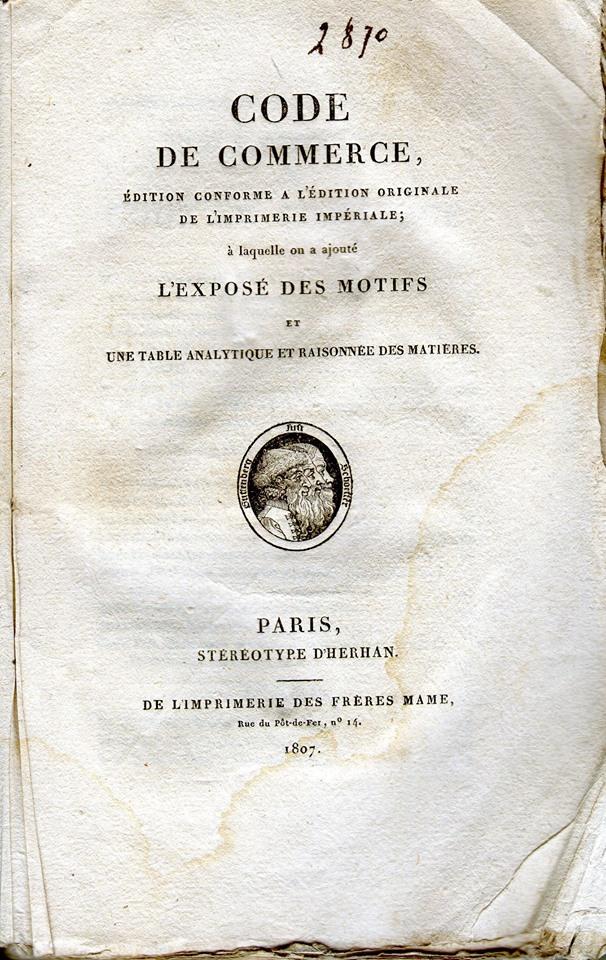 2870
CODE
DE COMMERCE,
ÉDITION CONFORME A L'ÉDITION ORIGINALE
DE L'IMPRIMERIE IMPÉRIALE;
à laquelle on a ajouté
L'EXPOSÉ DES MOTIFS
ET
UNE TABLE ANALYTIQUE ET RAISONNÉE DES MATIÈRES.
Guttenberg
fust
Schoeffer
PARIS,
STÉRÉOTYPE D'HERHAN.
DE L'IMPRIMERIE DES FRÈRES MAME,
Rue du Pôt-de-Fer, nº 14.
1807.